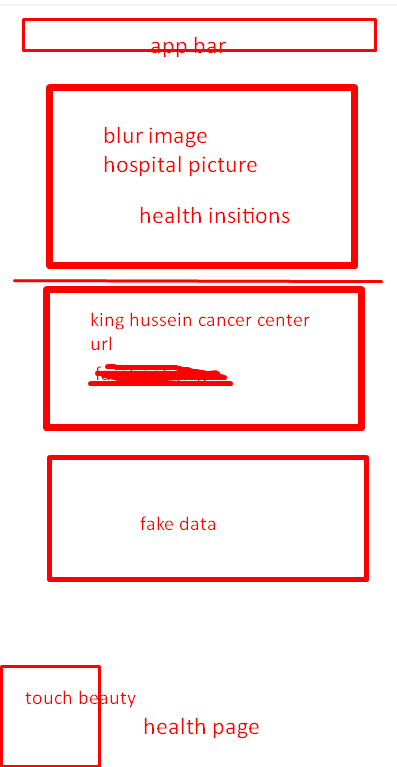 app bar
blur image
hospital picture
health insitions
king hussein cancer center
url
fake data
touch beauty
health page